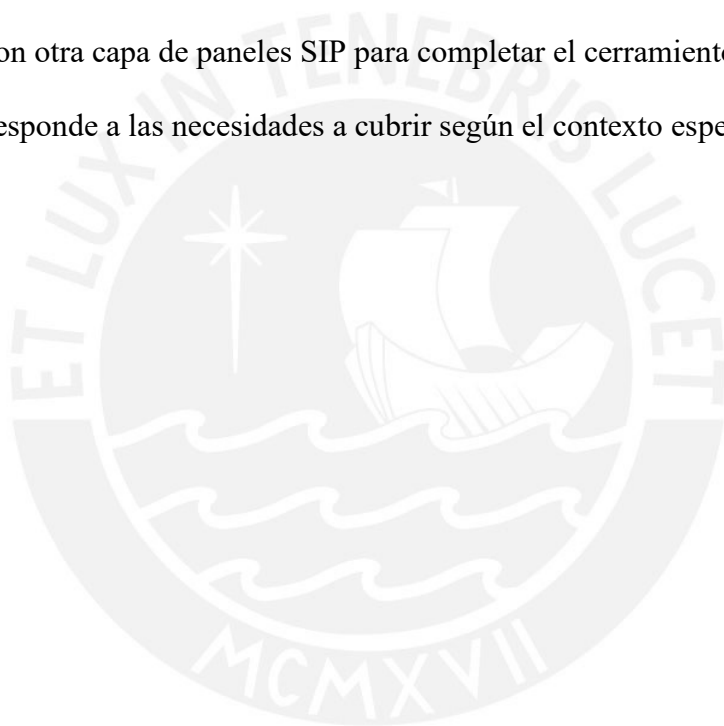 on otra capa de paneles SIP para completar el cerramiento
esponde a las necesidades a cubrir según el contexto espe
ET LUX IN TENEBRIS LUCET
MCMXVII